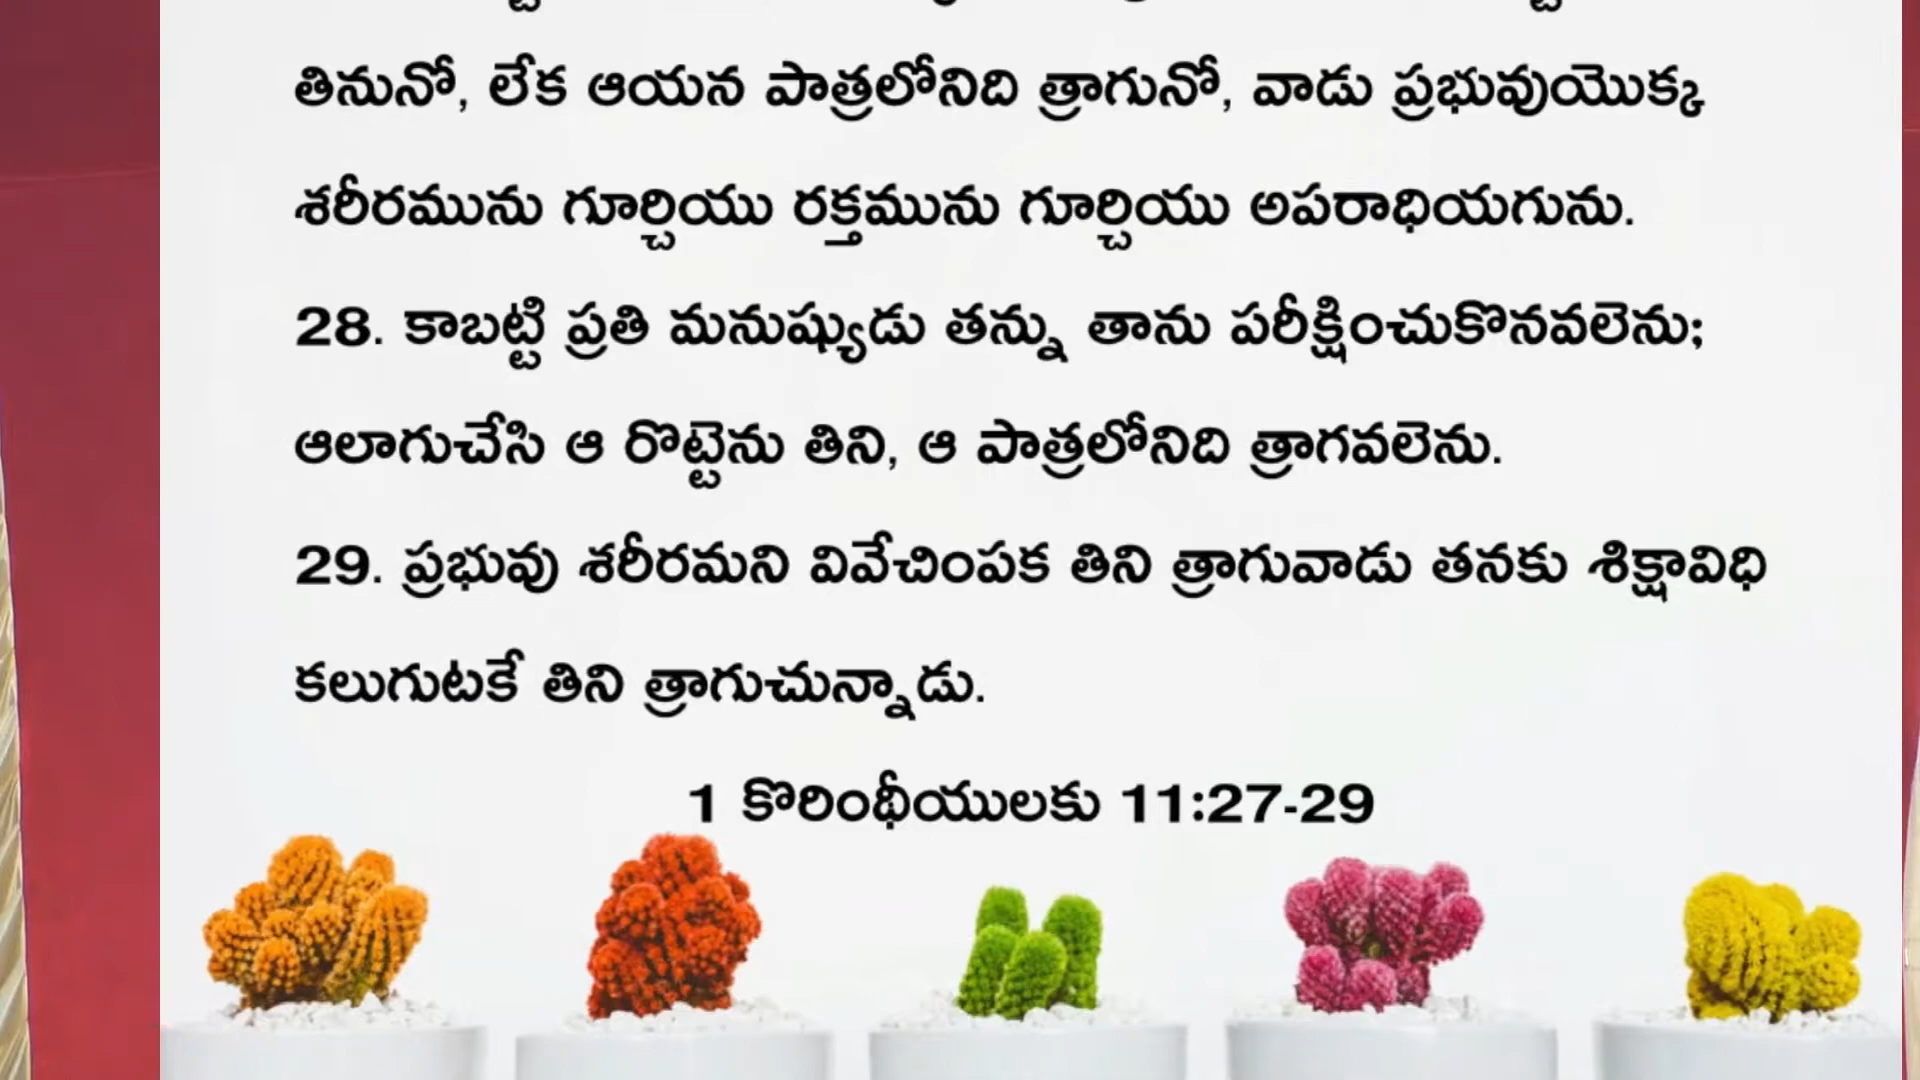 తినునో, లేక ఆయన పాత్రలోనిది త్రాగునో, వాడు ప్రభువుయొక్క
శరీరమును గూర్చియు రక్తమును గూర్చియు అపరాధియగును.
28. కాబట్టి ప్రతి మనుష్యుడు తన్ను తాను పరీక్షించుకొనవలెను;
ఆలాగుచేసి ఆ రొట్టెను తిని, ఆ పాత్రలోనిది త్రాగవలెను.
29. ప్రభువు శరీరమని వివేచింపక తిని త్రాగువాడు తనకు శిక్షావిధి
కలుగుటకే తిని త్రాగుచున్నాడు.
1 కొరింథీయులకు 11:27-29